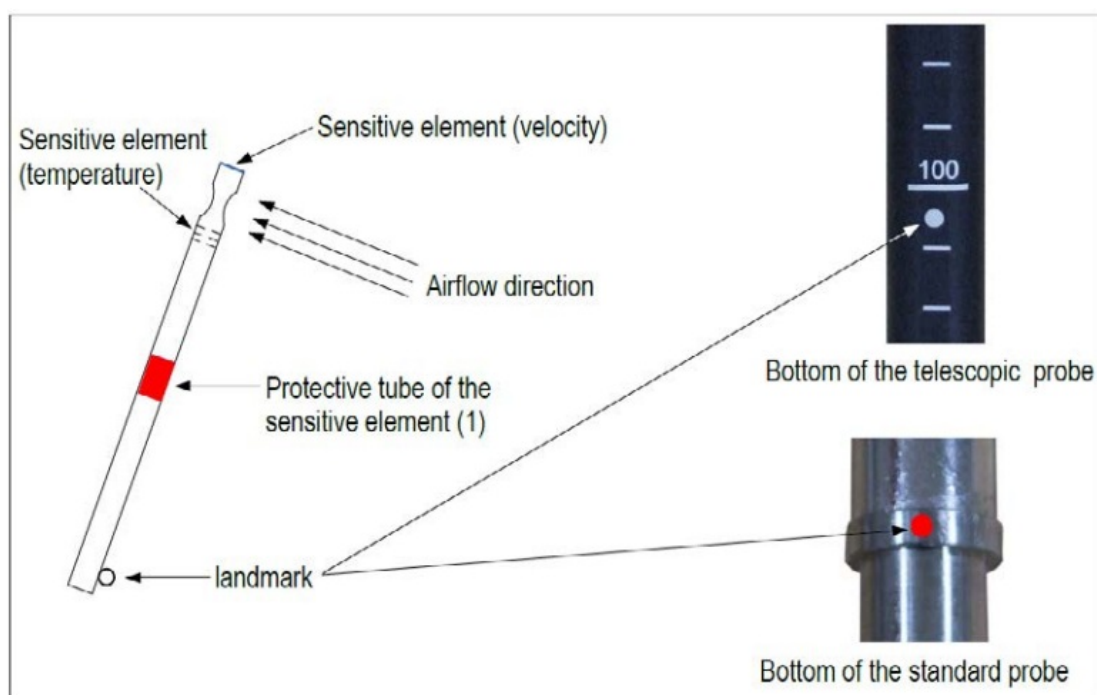 Sensitive element (velocity)
Sensitive element
(temperature)
100
Airflow direction
Bottom of the telescopic probe
Protective tube of the
sensitive element (1)
landmark
Bottom of the standard probe